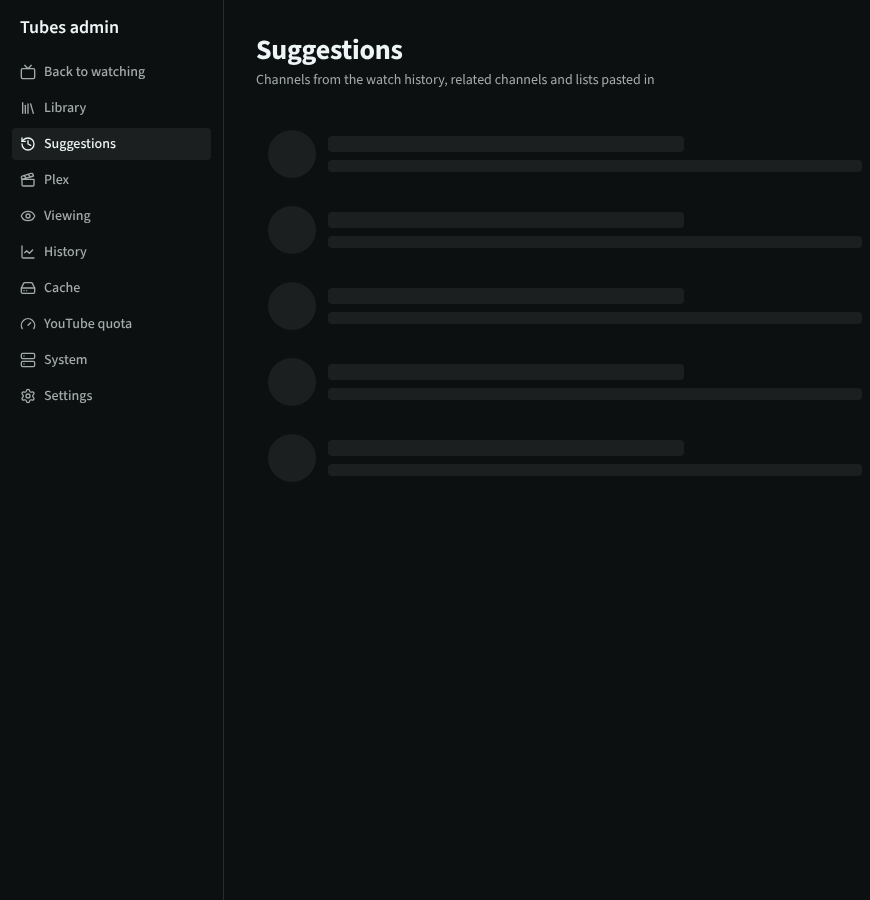 Tubes admin
Back to watching
Library
Suggestions
Plex
Viewing
History
Cache
YouTube quota
System
Settings
Suggestions
Channels from the watch history, related channels and lists pasted in